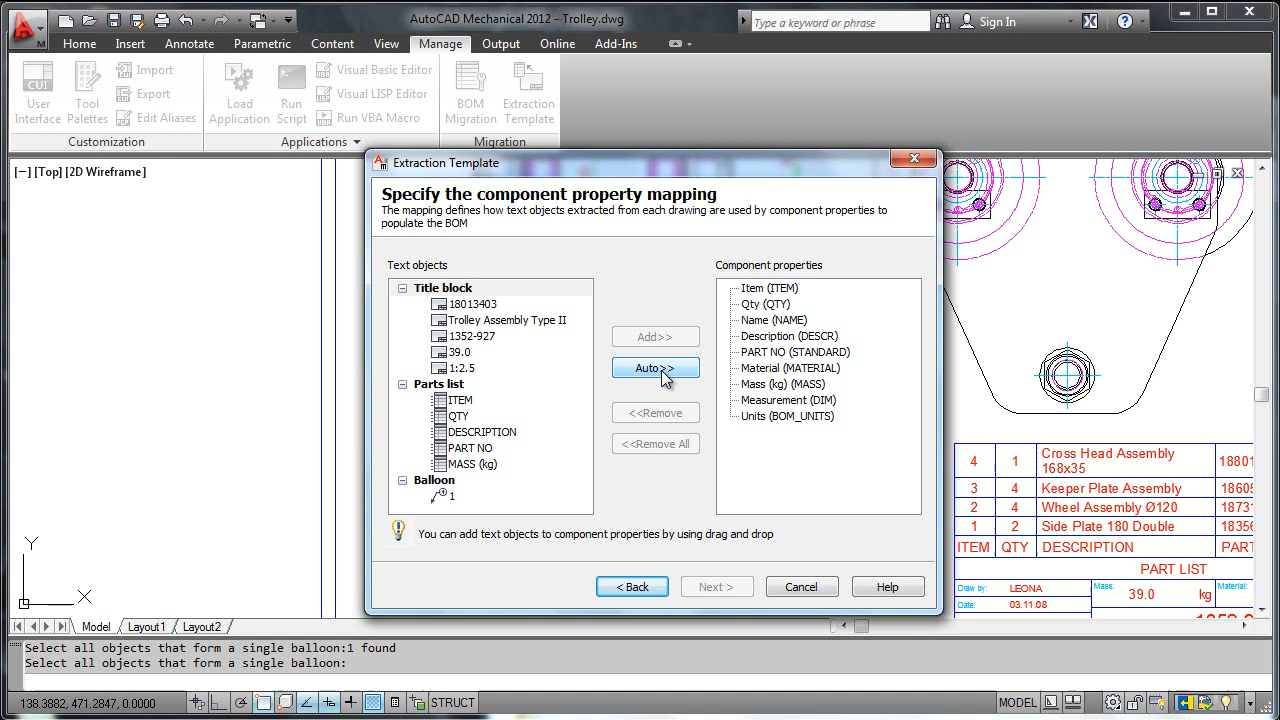 AutoCAD Mechanical 2012 - Trolley.dwg
Type a keyword or phrase
Sign In
M
Home Insert Annotate Parametric Content View Manage Output Online Add-Ins
CUI
User Interface
Tool Palettes
Import
Export
Edit Aliases
Customization
Load Application
Run Script
Visual Basic Editor
Visual LISP Editor
Run VBA Macro
Applications
BOM Migration
Extraction Template
Migration
[−] [Top] [2D Wireframe]
Extraction Template
Specify the component property mapping
The mapping defines how text objects extracted from each drawing are used by component properties to
populate the BOM
Text objects
Title block
18013403
Trolley Assembly Type II
1352-927
39.0
1:2.5
Parts list
ITEM
QTY
DESCRIPTION
PART NO
MASS (kg)
Balloon
1
Add>>
Auto>>
<<Remove
<<Remove All
Component properties
Item (ITEM)
Qty (QTY)
Name (NAME)
Description (DESCR)
PART NO (STANDARD)
Material (MATERIAL)
Mass (kg) (MASS)
Measurement (DIM)
Units (BOM_UNITS)
You can add text objects to component properties by using drag and drop
< Back Next > Cancel Help
4 1 Cross Head Assembly 168x35 18801
3 4 Keeper Plate Assembly 18605
2 4 Wheel Assembly Ø120 18731
1 2 Side Plate 180 Double 18356
ITEM QTY DESCRIPTION PART
PART LIST
Draw by: LEONA Mass: 39.0 kg Material:
Date: 03.11.08
Y
X
Model Layout1 Layout2
Select all objects that form a single balloon:1 found
Select all objects that form a single balloon:
138.3882, 471.2847, 0.0000
STRUCT
MODEL